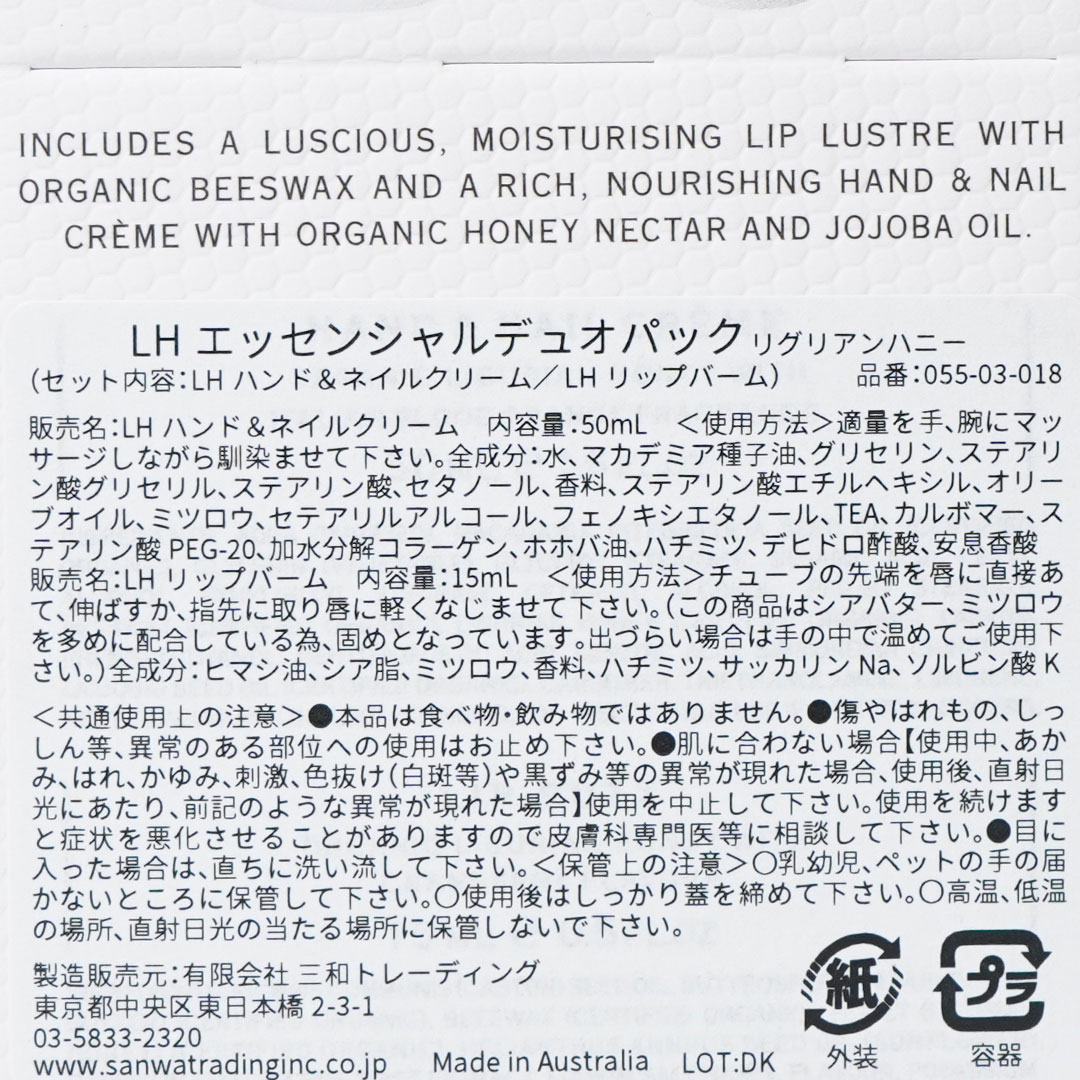 INCLUDES A LUSCIOUS, MOISTURISING LIP LUSTRE WITH
ORGANIC BEESWAX AND A RICH, NOURISHING HAND & NAIL
CRÈME WITH ORGANIC HONEY NECTAR AND JOJOBA OIL.
LH エッセンシャルデュオパック リグリアンハニー
(セット内容:LH ハンド&ネイルクリーム/LH リップバーム) 品番:055-03-018
販売名:LH ハンド&ネイルクリーム 内容量:50mL <使用方法>適量を手、腕にマッ
サージしながら馴染ませて下さい。全成分:水、マカデミア種子油、グリセリン、ステアリ
ン酸グリセリル、ステアリン酸、セタノール、香料、ステアリン酸エチルヘキシル、オリー
ブオイル、ミツロウ、セテアリルアルコール、フェノキシエタノール、TEA、カルボマー、ス
テアリン酸 PEG-20、加水分解コラーゲン、ホホバ油、ハチミツ、デヒドロ酢酸、安息香酸
販売名:LH リップバーム 内容量:15mL <使用方法>チューブの先端を唇に直接あ
て、伸ばすか、指先に取り唇に軽くなじませて下さい。(この商品はシアバター、ミツロウ
を多めに配合している為、固めとなっています。出づらい場合は手の中で温めてご使用下
さい。)全成分:ヒマシ油、シア脂、ミツロウ、香料、ハチミツ、サッカリン Na、ソルビン酸 K
<共通使用上の注意>●本品は食べ物・飲み物ではありません。●傷やはれもの、しっ
しん等、異常のある部位への使用はお止め下さい。●肌に合わない場合【使用中、あか
み、はれ、かゆみ、刺激、色抜け(白斑等)や黒ずみ等の異常が現れた場合、使用後、直射日
光にあたり、前記のような異常が現れた場合】使用を中止して下さい。使用を続けます
と症状を悪化させることがありますので皮膚科専門医等に相談して下さい。●目に
入った場合は、直ちに洗い流して下さい。<保管上の注意>○乳幼児、ペットの手の届
かないところに保管して下さい。○使用後はしっかり蓋を締めて下さい。○高温、低温
の場所、直射日光の当たる場所に保管しないで下さい。
製造販売元:有限会社 三和トレーディング
東京都中央区東日本橋 2-3-1
03-5833-2320
www.sanwatradinginc.co.jp Made in Australia LOT:DK
紙
外装
プラ
容器